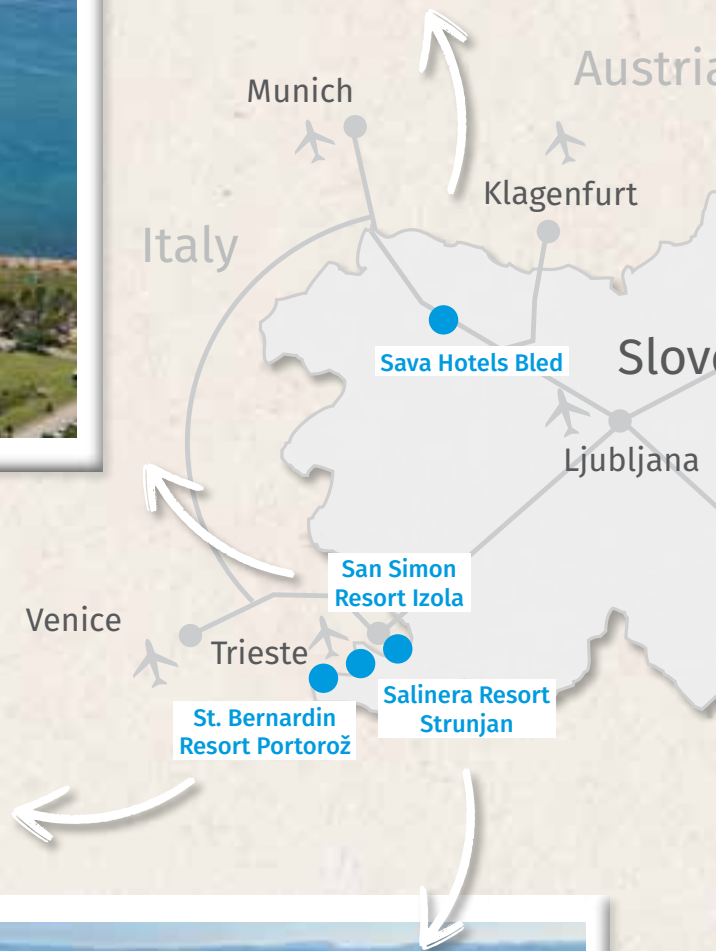 Austria
Munich
Klagenfurt
Italy
Sava Hotels Bled
Ljubljana
San Simon
Resort Izola
Venice
Trieste
Salinera Resort
Strunjan
St. Bernardin
Resort Portorož